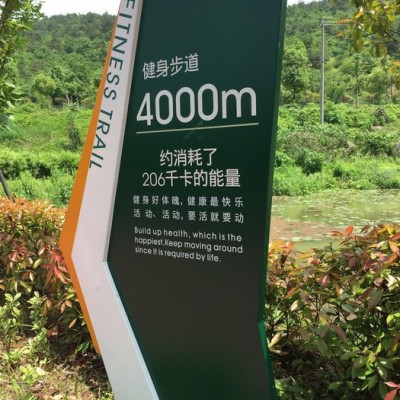 FITNESS TRAIL
健身步道
4000m
约消耗了
206千卡的能量
健身好体魄,健康最快乐
活动、活动,要活就要动
Build up health, which is the
happiest.Keep moving around
since it is required by life.